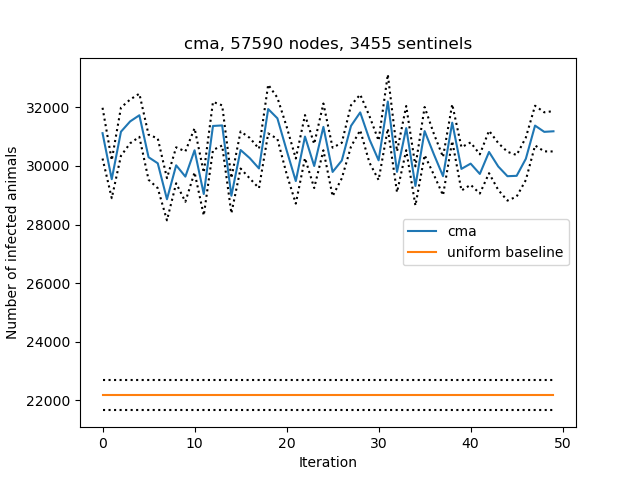 cma, 57590 nodes, 3455 sentinels
Number of infected animals
32000
30000
28000
26000
24000
22000
cma
uniform baseline
0
10
20
30
40
50
Iteration